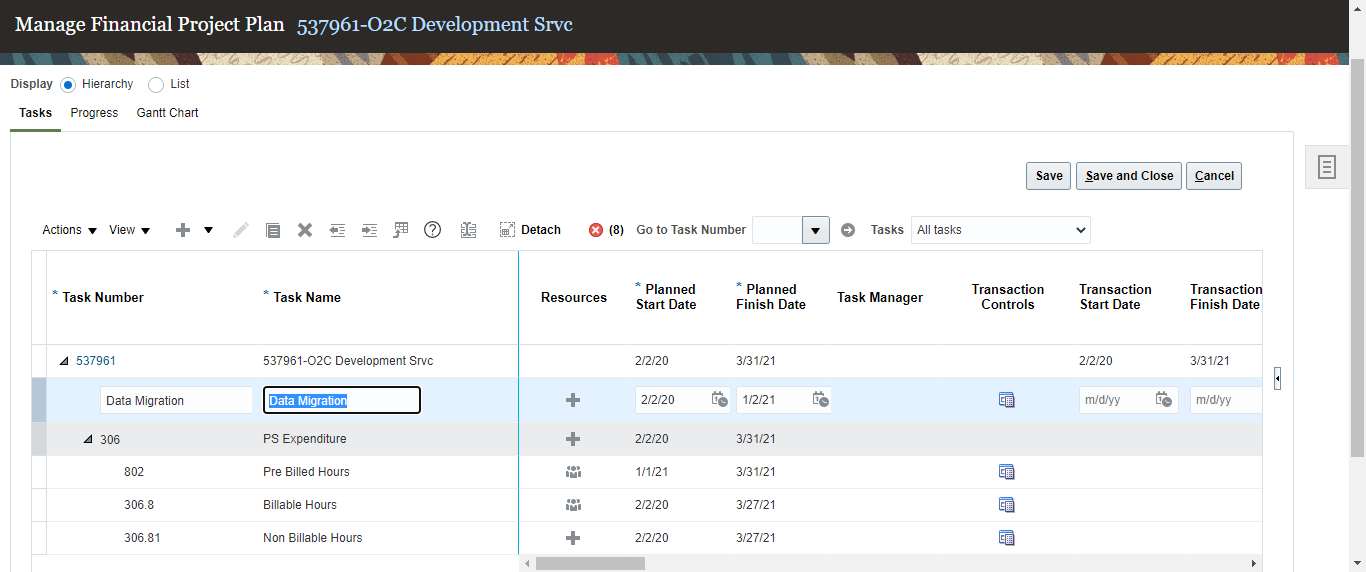 Manage Financial Project Plan 537961-O2C Development Srvc
Display Hierarchy List
Tasks Progress Gantt Chart
Save Save and Close Cancel
Actions View Detach (8) Go to Task Number Tasks All tasks
* Task Number * Task Name Resources * Planned Start Date * Planned Finish Date Task Manager Transaction Controls Transaction Start Date Transaction Finish Date
537961 537961-O2C Development Srvc 2/2/20 3/31/21 2/2/20 3/31/21
Data Migration Data Migration 2/2/20 1/2/21 m/d/yy m/d/yy
306 PS Expenditure 2/2/20 3/31/21
802 Pre Billed Hours 1/1/21 3/31/21
306.8 Billable Hours 2/2/20 3/27/21
306.81 Non Billable Hours 2/2/20 3/27/21